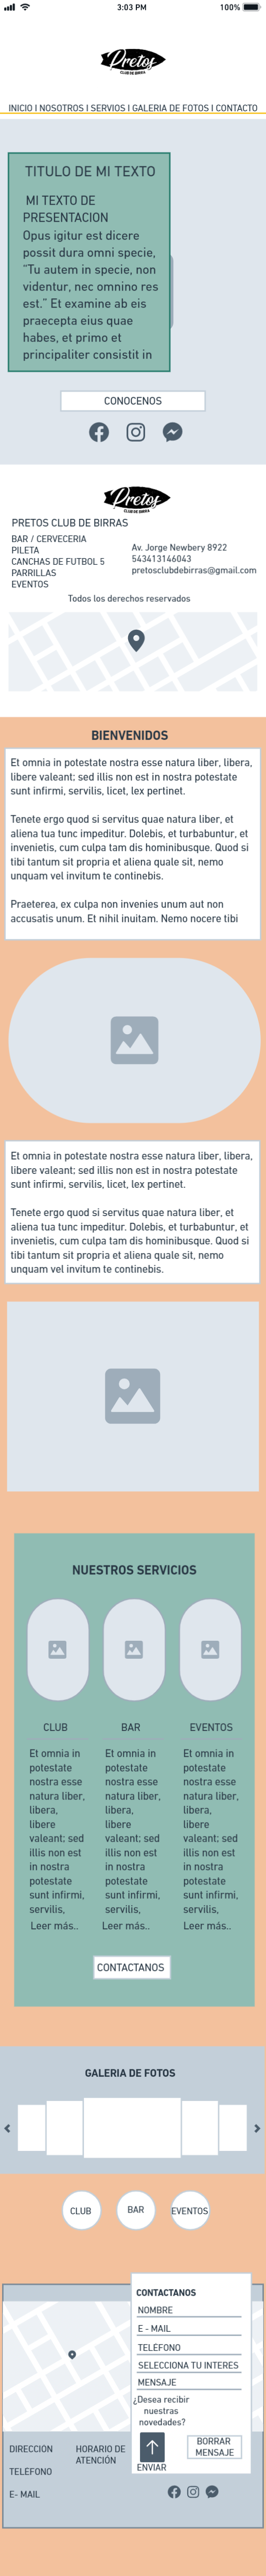 3:03 PM 100%
Pretos
CLUB DE BIRRA
INICIO I NOSOTROS I SERVIOS I GALERIA DE FOTOS I CONTACTO
TITULO DE MI TEXTO
MI TEXTO DE
PRESENTACION
Opus igitur est dicere
possit dura omni specie,
"Tu autem in specie, non
videntur, nec omnino res
est." Et examine ab eis
praecepta eius quae
habes, et primo et
principaliter consistit in
CONOCENOS
Pretos
CLUB DE BIRRA
PRETOS CLUB DE BIRRAS
BAR / CERVECERIA
PILETA
CANCHAS DE FUTBOL 5
PARRILLAS
EVENTOS
Av. Jorge Newbery 8922
543413146043
pretosclubdebirras@gmail.com
Todos los derechos reservados
BIENVENIDOS
Et omnia in potestate nostra esse natura liber, libera,
libere valeant; sed illis non est in nostra potestate
sunt infirmi, servilis, licet, lex pertinet.
Tenete ergo quod si servitus quae natura liber, et
aliena tua tunc impeditur. Dolebis, et turbabuntur, et
invenietis, cum culpa tam dis hominibusque. Quod si
tibi tantum sit propria et aliena quale sit, nemo
unquam vel invitum te continebis.
Praeterea, ex culpa non invenies unum aut non
accusatis unum. Et nihil inuitam. Nemo nocere tibi
Et omnia in potestate nostra esse natura liber, libera,
libere valeant; sed illis non est in nostra potestate
sunt infirmi, servilis, licet, lex pertinet.
Tenete ergo quod si servitus quae natura liber, et
aliena tua tunc impeditur. Dolebis, et turbabuntur, et
invenietis, cum culpa tam dis hominibusque. Quod si
tibi tantum sit propria et aliena quale sit, nemo
unquam vel invitum te continebis.
NUESTROS SERVICIOS
CLUB
Et omnia in
potestate
nostra esse
natura liber,
libera,
libere
valeant; sed
illis non est
in nostra
potestate
sunt infirmi,
servilis,
Leer más..
BAR
Et omnia in
potestate
nostra esse
natura liber,
libera,
libere
valeant; sed
illis non est
in nostra
potestate
sunt infirmi,
servilis,
Leer más..
EVENTOS
Et omnia in
potestate
nostra esse
natura liber,
libera,
libere
valeant; sed
illis non est
in nostra
potestate
sunt infirmi,
servilis,
Leer más..
CONTACTANOS
GALERIA DE FOTOS
CLUB
BAR
EVENTOS
CONTACTANOS
NOMBRE
E - MAIL
TELÉFONO
SELECCIONA TU INTERES
MENSAJE
¿Desea recibir
nuestras
novedades?
ENVIAR
BORRAR
MENSAJE
DIRECCION
TELEFONO
E- MAIL
HORARIO DE
ATENCIÓN